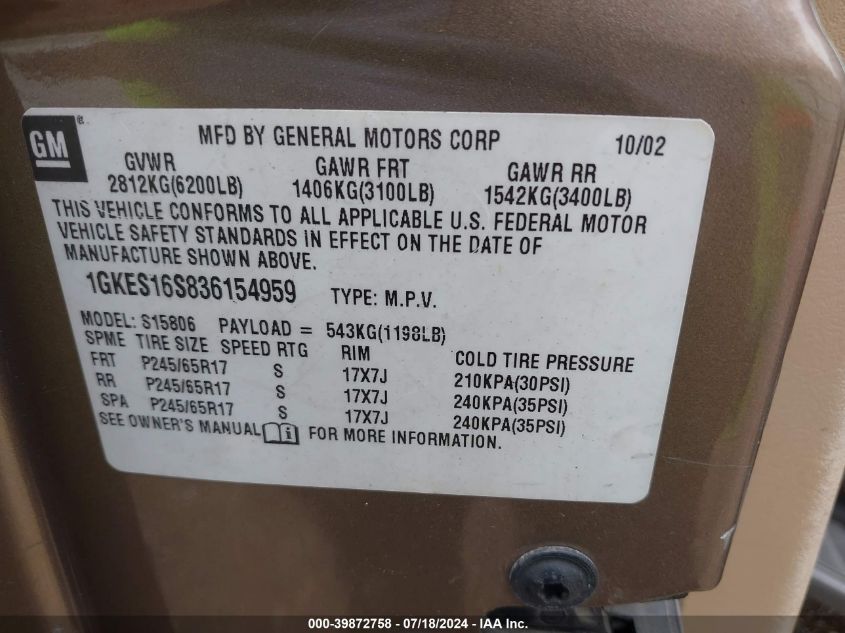 GM®
MFD BY GENERAL MOTORS CORP 10/02
GVWR GAWR FRT GAWR RR
2812KG(6200LB) 1406KG(3100LB) 1542KG(3400LB)
THIS VEHICLE CONFORMS TO ALL APPLICABLE U.S. FEDERAL MOTOR
VEHICLE SAFETY STANDARDS IN EFFECT ON THE DATE OF
MANUFACTURE SHOWN ABOVE.
1GKES16S836154959 TYPE: M.P.V.
MODEL: S15806 PAYLOAD = 543KG(1198LB)
SPME TIRE SIZE SPEED RTG RIM COLD TIRE PRESSURE
FRT P245/65R17 S 17X7J 210KPA(30PSI)
RR P245/65R17 S 17X7J 240KPA(35PSI)
SPA P245/65R17 S 17X7J 240KPA(35PSI)
SEE OWNER'S MANUAL i FOR MORE INFORMATION.
000-39872758 - 07/18/2024 - IAA Inc.